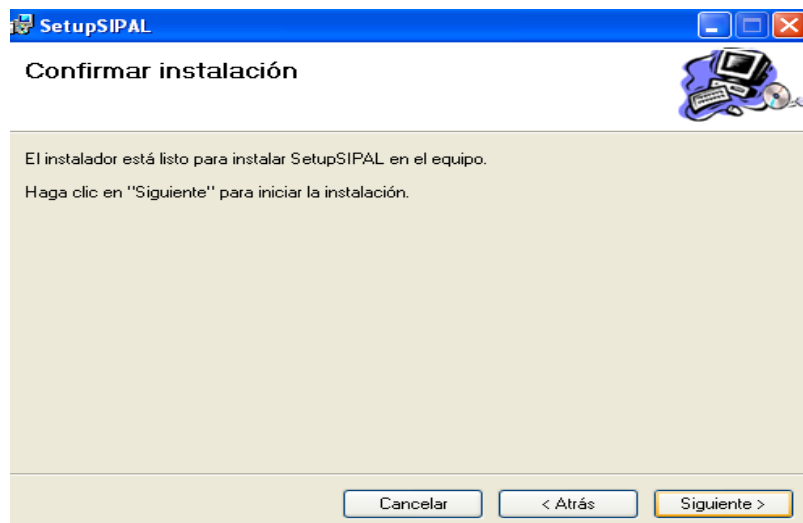 SetupSIPAL
Confirmar instalación
El instalador está listo para instalar SetupSIPAL en el equipo.
Haga clic en "Siguiente" para iniciar la instalación.
Cancelar
< Atrás
Siguiente >